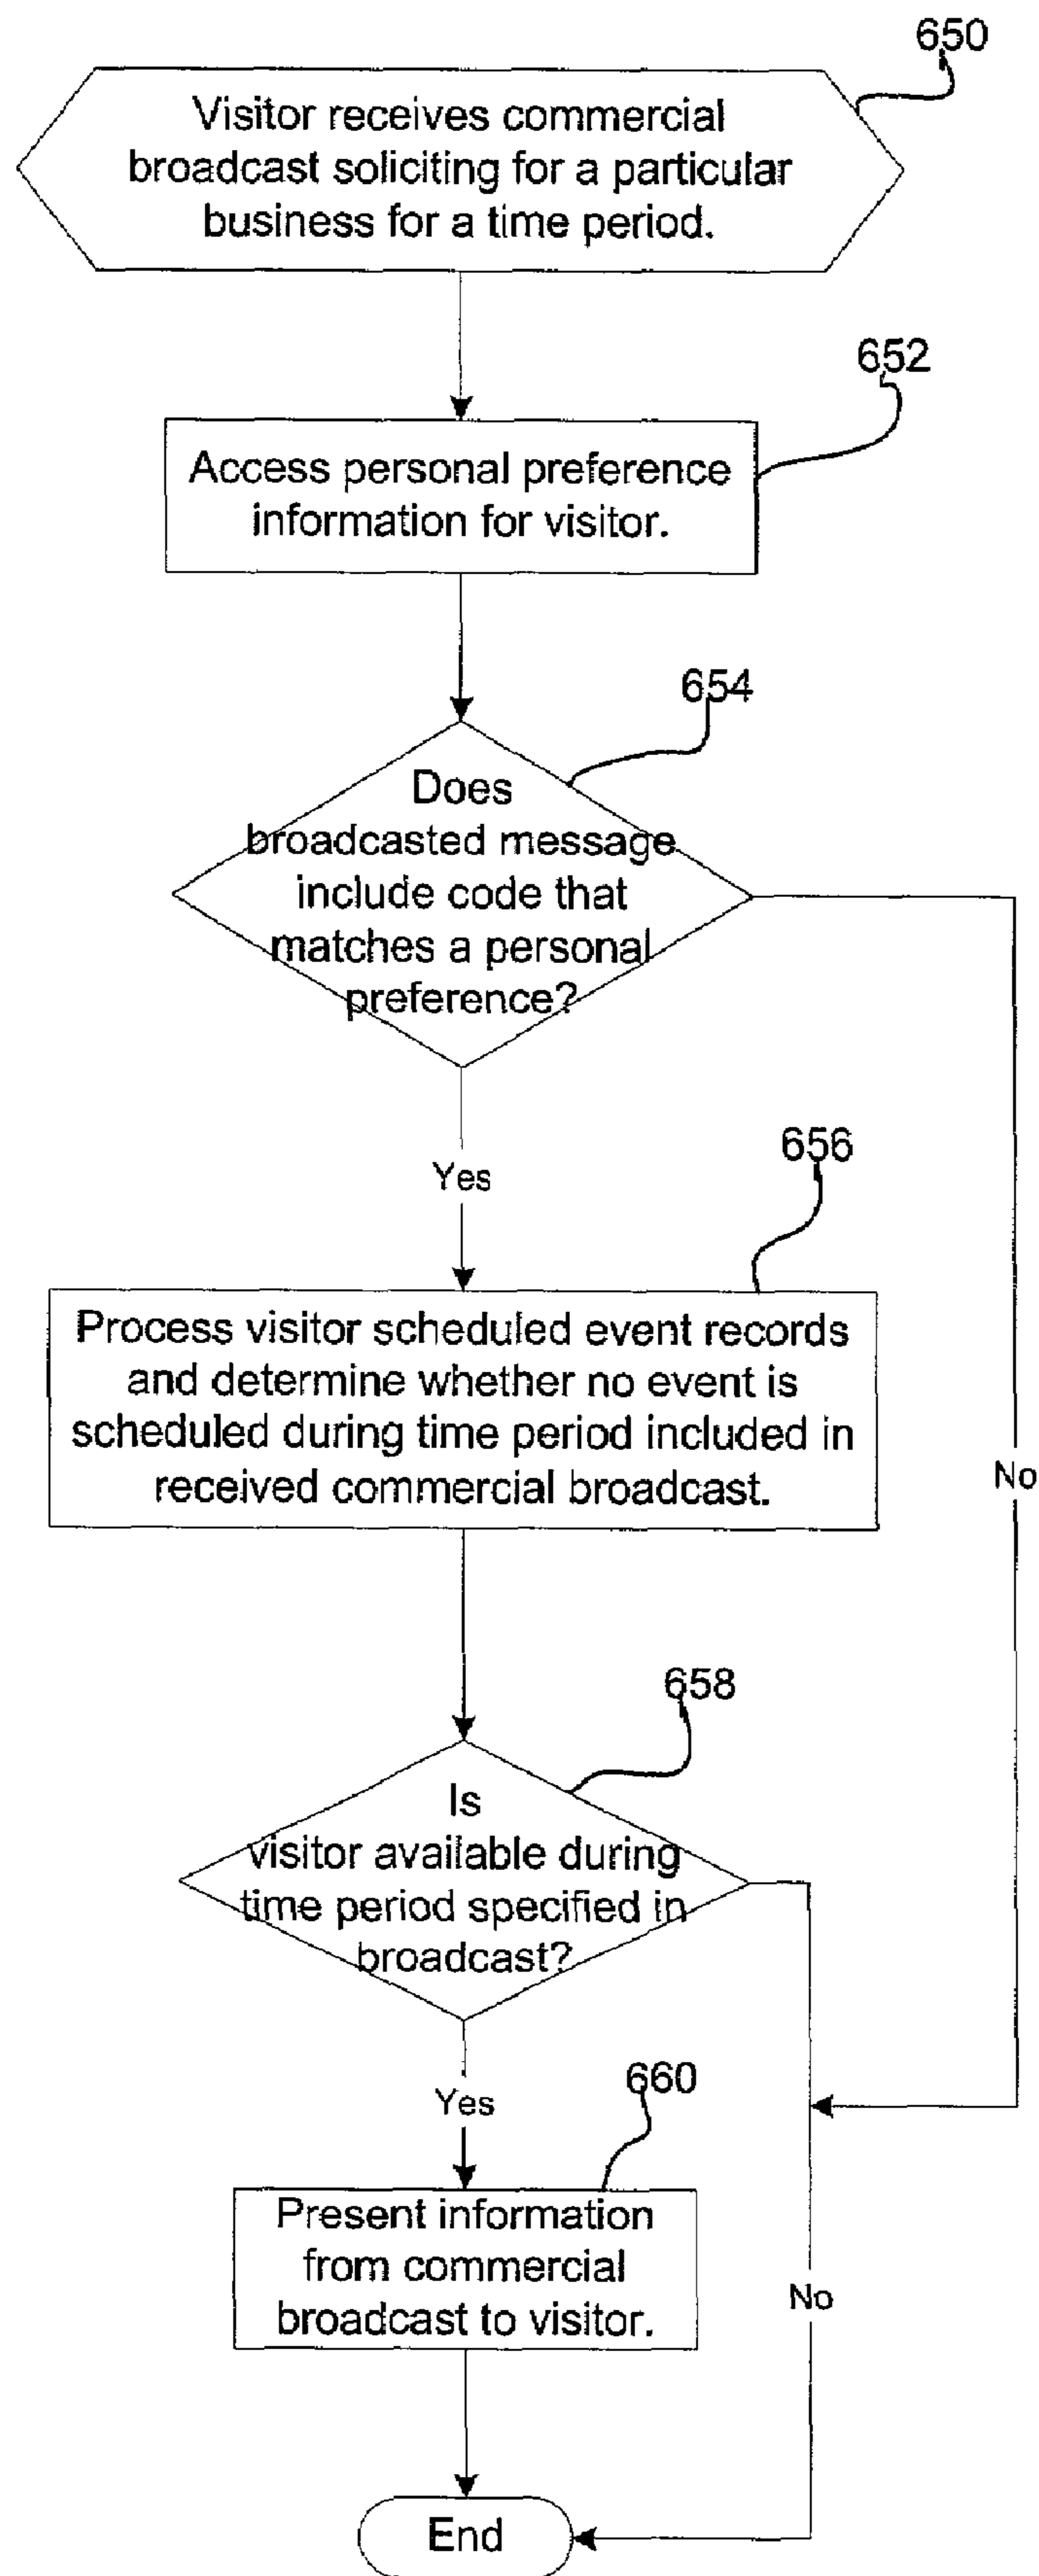 650
Visitor receives commercial
broadcast soliciting for a particular
business for a time period.
652
Access personal preference
information for visitor.
654
Does
broadcasted message
include code that
matches a personal
preference?
Yes
656
Process visitor scheduled event records
and determine whether no event is
scheduled during time period included in
received commercial broadcast.
No
658
Is
visitor available during
time period specified in
broadcast?
Yes
660
Present information
from commercial
broadcast to visitor.
No
End